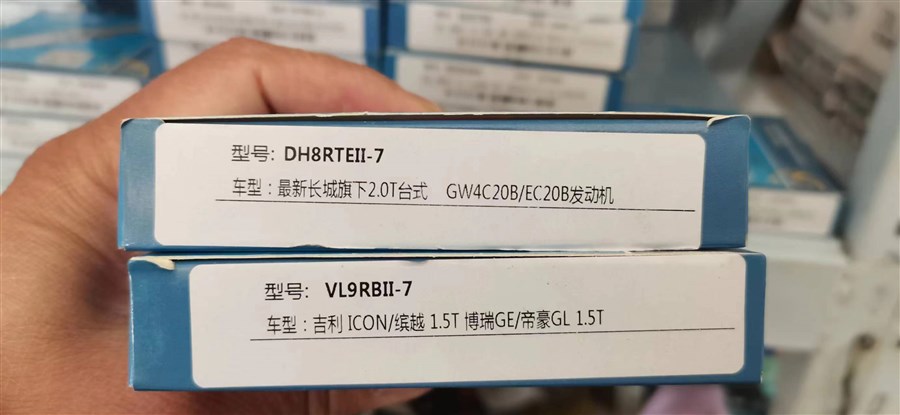 型号: DH8RTEII-7
车型：最新长城旗下2.0T台式 GW4C20B/EC20B发动机
型号: VL9RBII-7
车型：吉利 ICON/缤越 1.5T 博瑞GE/帝豪GL 1.5T